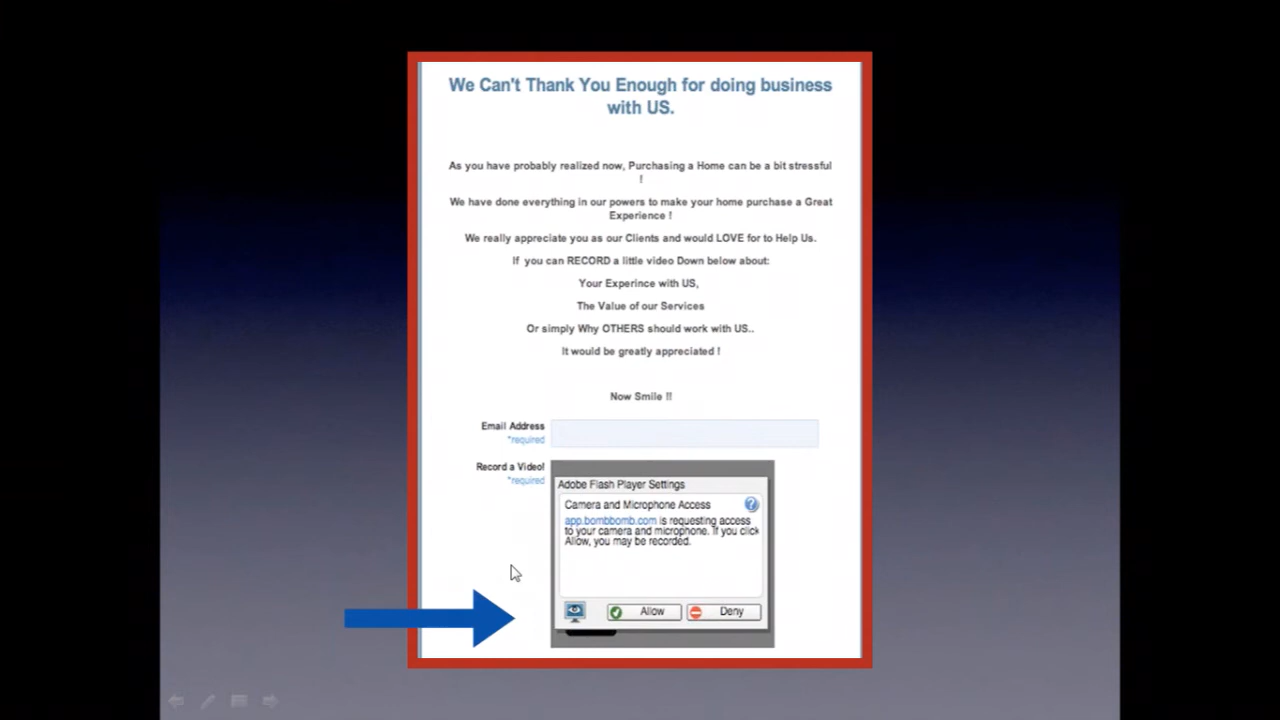 We Can't Thank You Enough for doing business
with US.
As you have probably realized now, Purchasing a Home can be a bit stressful
!
We have done everything in our powers to make your home purchase a Great
Experience !
We really appreciate you as our Clients and would LOVE for to Help Us.
If you can RECORD a little video Down below about:
Your Experince with US,
The Value of our Services
Or simply Why OTHERS should work with US..
It would be greatly appreciated !
Now Smile !!
Email Address
*required
Record a Video!
*required
Adobe Flash Player Settings
Camera and Microphone Access
app.bombbomb.com is requesting access
to your camera and microphone. If you click
Allow, you may be recorded.
Allow
Deny